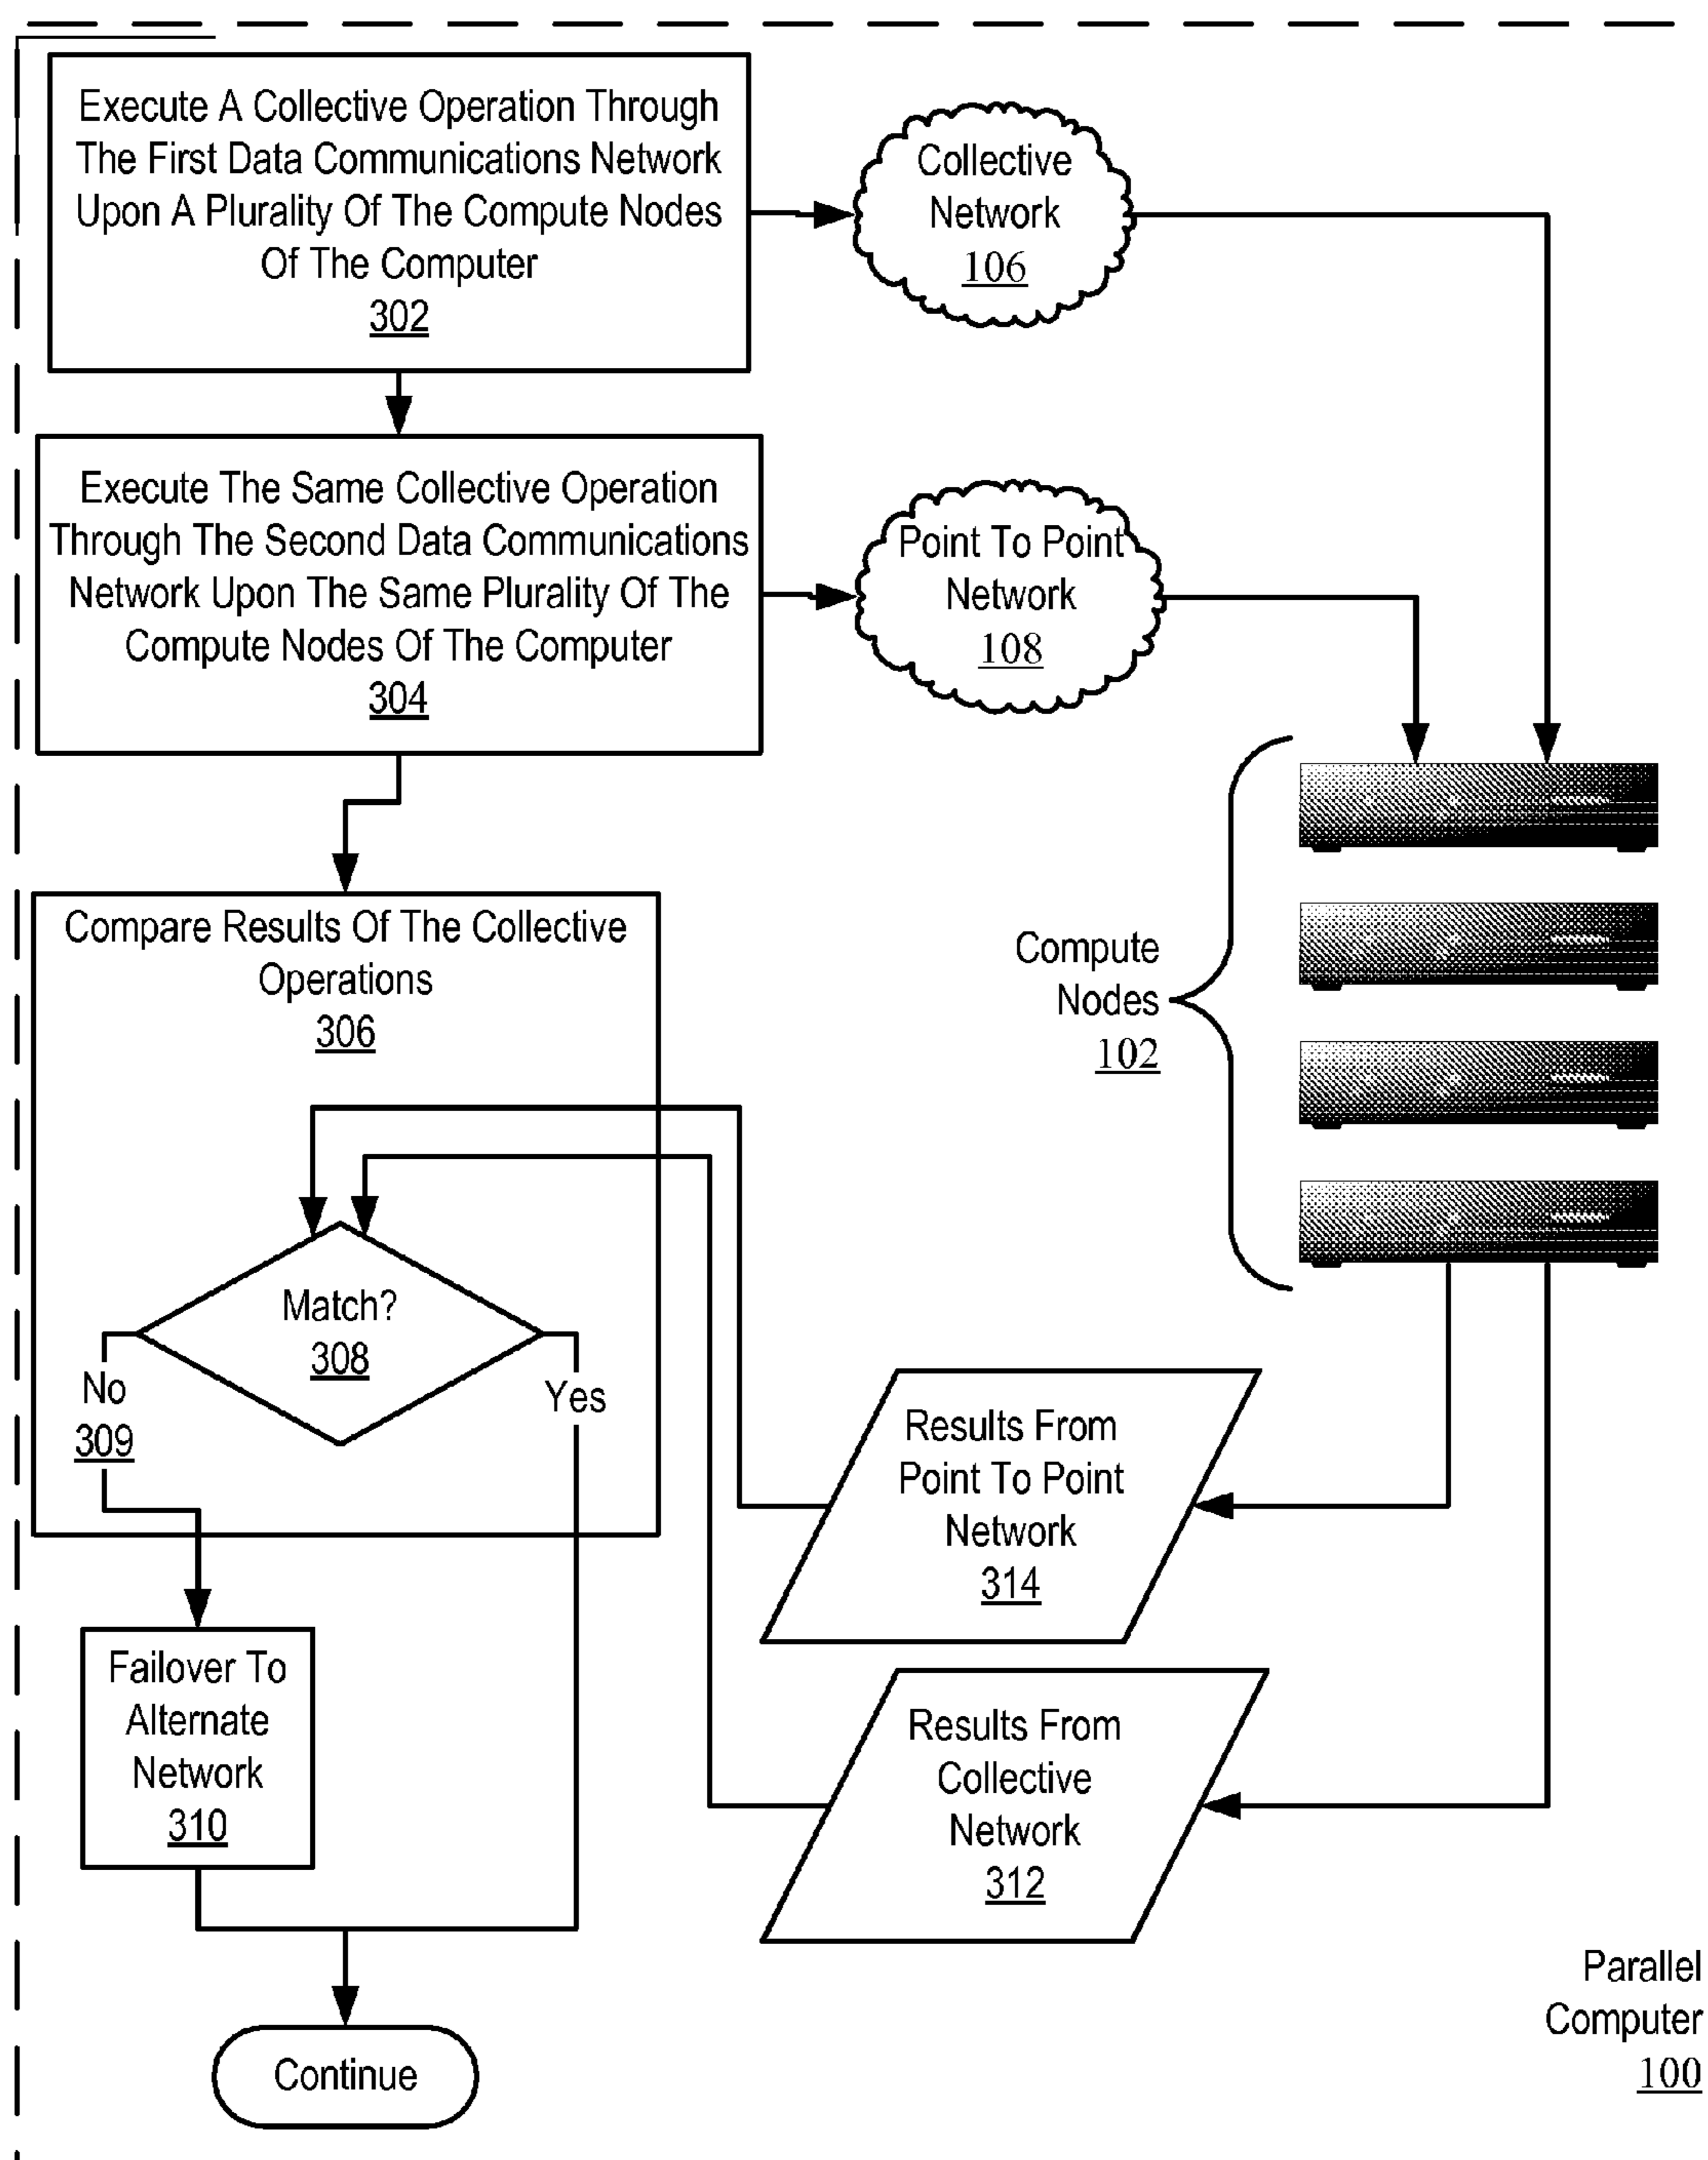 Execute A Collective Operation Through
The First Data Communications Network
Upon A Plurality Of The Compute Nodes
Of The Computer
302
Collective
Network
106
Execute The Same Collective Operation
Through The Second Data Communications
Network Upon The Same Plurality Of The
Compute Nodes Of The Computer
304
Point To Point
Network
108
Compare Results Of The Collective
Operations
306
Compute
Nodes
102
Match?
308
No
309
Yes
Results From
Point To Point
Network
314
Failover To
Alternate
Network
310
Results From
Collective
Network
312
Continue
Parallel
Computer
100